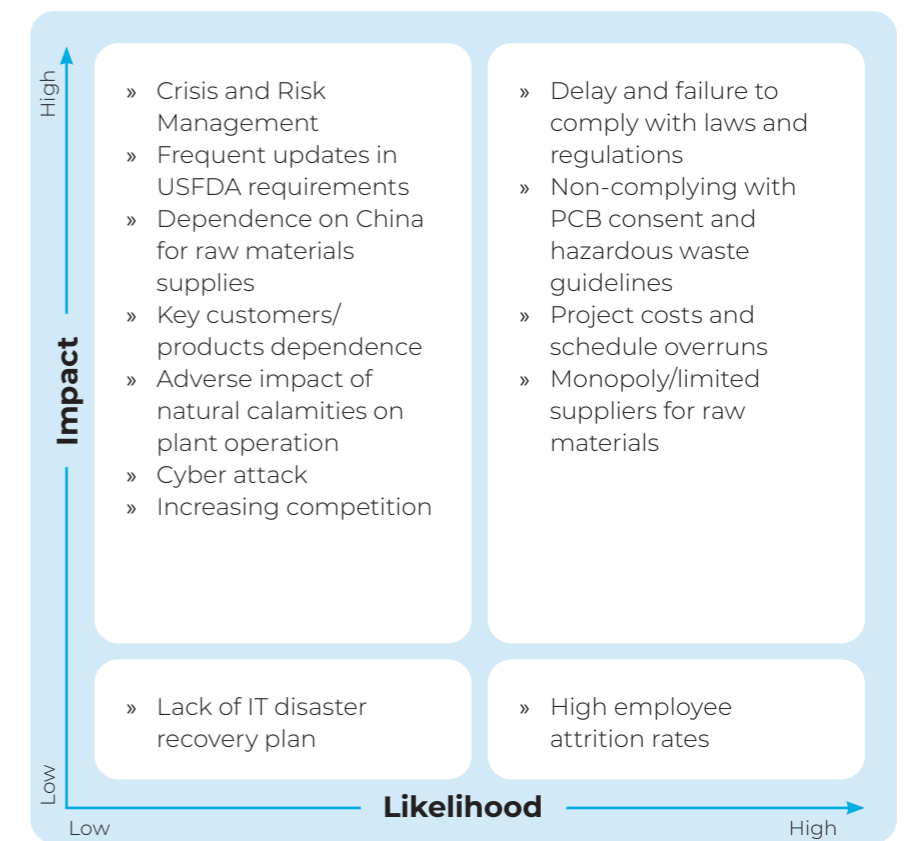 High
Impact
Low
» Crisis and Risk
Management
» Frequent updates in
USFDA requirements
» Dependence on China
for raw materials
supplies
» Key customers/
products dependence
» Adverse impact of
natural calamities on
plant operation
» Cyber attack
» Increasing competition
» Delay and failure to
comply with laws and
regulations
» Non-complying with
PCB consent and
hazardous waste
guidelines
» Project costs and
schedule overruns
» Monopoly/limited
suppliers for raw
materials
» Lack of IT disaster
recovery plan
» High employee
attrition rates
Low
Likelihood
High